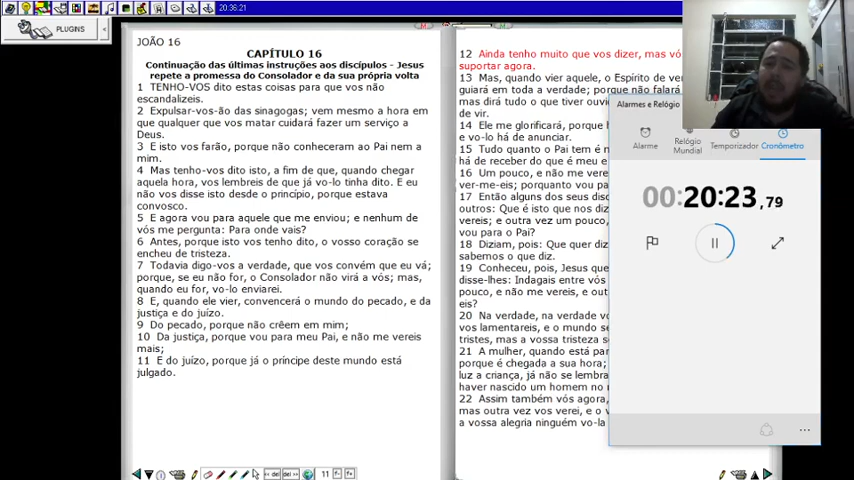 20:36:21
PLUGINS
JOÃO 16
CAPÍTULO 16
Continuação das últimas instruções aos discípulos - Jesus
repete a promessa do Consolador e da sua própria volta
1 TENHO-VOS dito estas coisas para que vos não
escandalizeis.
2 Expulsar-vos-ão das sinagogas; vem mesmo a hora em
que qualquer que vos matar cuidará fazer um serviço a
Deus.
3 E isto vos farão, porque não conheceram ao Pai nem a
mim.
4 Mas tenho-vos dito isto, a fim de que, quando chegar
aquela hora, vos lembreis de que já vo-lo tinha dito. E eu
não vos disse isto desde o princípio, porque estava
convosco.
5 E agora vou para aquele que me enviou; e nenhum de
vós me pergunta: Para onde vais?
6 Antes, porque isto vos tenho dito, o vosso coração se
encheu de tristeza.
7 Todavia digo-vos a verdade, que vos convém que eu vá;
porque, se eu não for, o Consolador não virá a vós; mas,
quando eu for, vo-lo enviarei.
8 E, quando ele vier, convencerá o mundo do pecado, e da
justiça e do juízo.
9 Do pecado, porque não crêem em mim;
10 Da justiça, porque vou para meu Pai, e não me vereis
mais;
11 E do juízo, porque já o príncipe deste mundo está
julgado.
12 Ainda tenho muito que vos dizer, mas vó
suportar agora.
13 Mas, quando vier aquele, o Espírito de ver
guiará em toda a verdade; porque não falará
mas dirá tudo o que tiver ouvi
de vir.
14 Ele me glorificará, porque h
e vo-lo há de anunciar.
15 Tudo quanto o Pai tem é m
há de receber do que é meu e
16 Um pouco, e não me vere
ver-me-eis; porquanto vou pa
17 Então alguns dos seus disc
outros: Que é isto que nos diz
vereis; e outra vez um pouco,
vou para o Pai?
18 Diziam, pois: Que quer diz
sabemos o que diz.
19 Conheceu, pois, Jesus que
disse-lhes: Indagais entre vós
pouco, e não me vereis, e out
eis?
20 Na verdade, na verdade vo
vos lamentareis, e o mundo se
tristes, mas a vossa tristeza s
21 A mulher, quando está par
porque é chegada a sua hora;
luz a criança, já não se lembra
haver nascido um homem no m
22 Assim também vós agora,
mas outra vez vos verei, e o v
a vossa alegria ninguém vo-la
Alarmes e Relógio
Alarme
Relógio
Mundial
Temporizador
Cronômetro
00:20:23,79
<< del
del >>
11
F-
F+